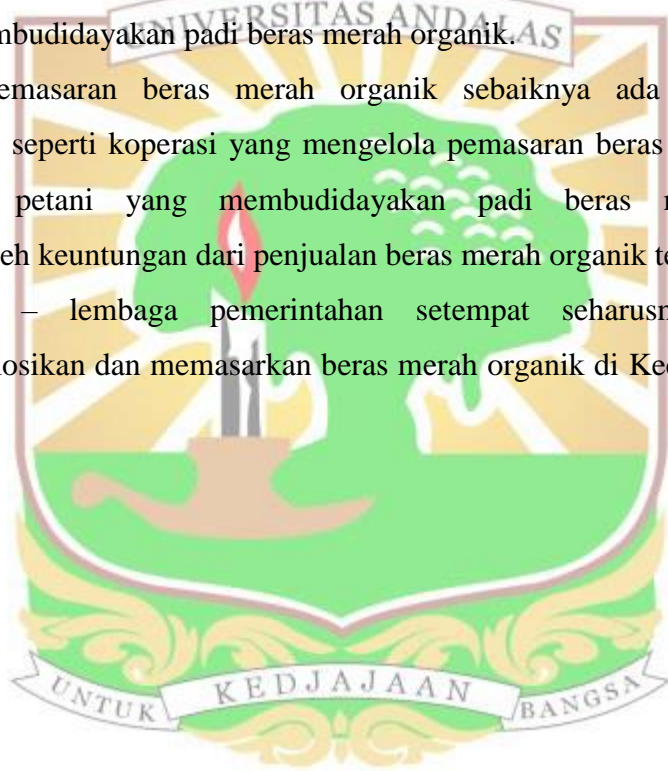 UNIVERSITAS ANDALAS
mbudidayakan padi beras merah organik.
emasaran beras merah organik sebaiknya ada
seperti koperasi yang mengelola pemasaran beras
petani yang membudidayakan padi beras
eh keuntungan dari penjualan beras merah organik te
– lembaga pemerintahan setempat
osikan dan memasarkan beras merah organik di Kec
UNTUK KEDJAJAAN BANGSA